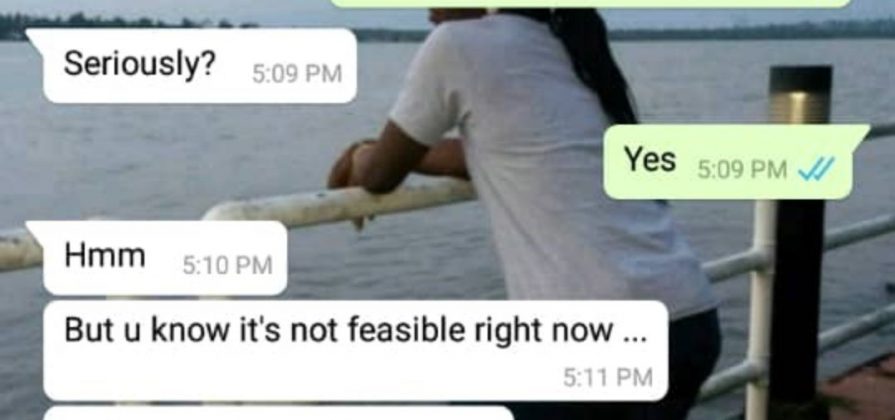 Seriously? 5:09 PM
Yes 5:09 PM
Hmm 5:10 PM
But u know it's not feasible right now ...
5:11 PM